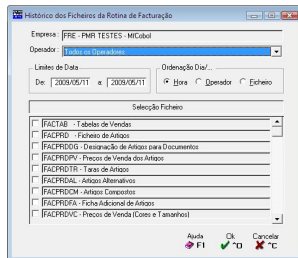 Histórico dos Ficheiros da Rotina de Facturação
Empresa : FRE - PMR TESTES - MICobol
Operador : Todos os Operadores
Limites de Data
De: 2009/05/11 a: 2009/05/11
Ordenação Dia/...
Hora Operador Ficheiro
Selecção Ficheiro
FACTAB - Tabelas de Vendas
FACPRD - Ficheiro de Artigos
FACPRDDG - Designação de Artigos para Documentos
FACPRDPV - Preços de Venda dos Artigos
FACPRDTR - Taras de Artigos
FACPRDAL - Artigos Alternativos
FACPRDCM - Artigos Compostos
FACPRDFA - Ficha Adicional de Artigos
FACPRDVC - Preços de Venda (Cores e Tamanhos)
Ajuda Ok Cancelar
F1 ^O ^C